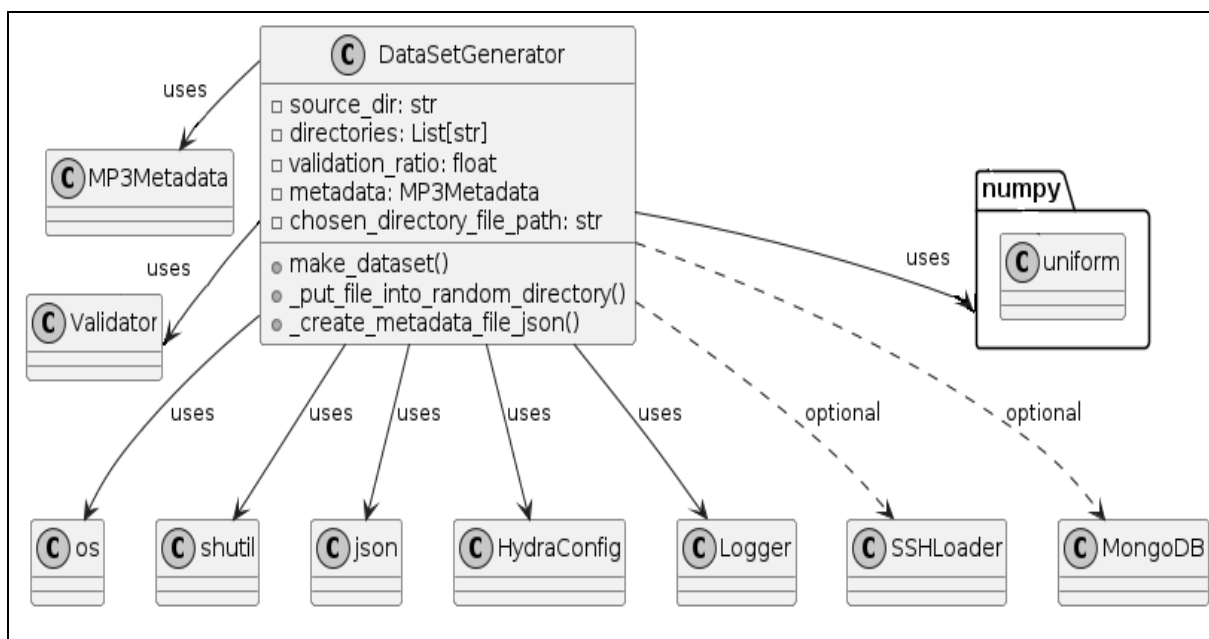 C DataSetGenerator
source_dir: str
directories: List[str]
validation_ratio: float
metadata: MP3Metadata
chosen_directory_file_path: str
make_dataset()
_put_file_into_random_directory()
_create_metadata_file_json()
uses
C MP3Metadata
uses
C Validator
uses
numpy
C uniform
uses
uses
uses
uses
uses
optional
optional
C os
C shutil
C json
C HydraConfig
C Logger
C SSHLoader
C MongoDB